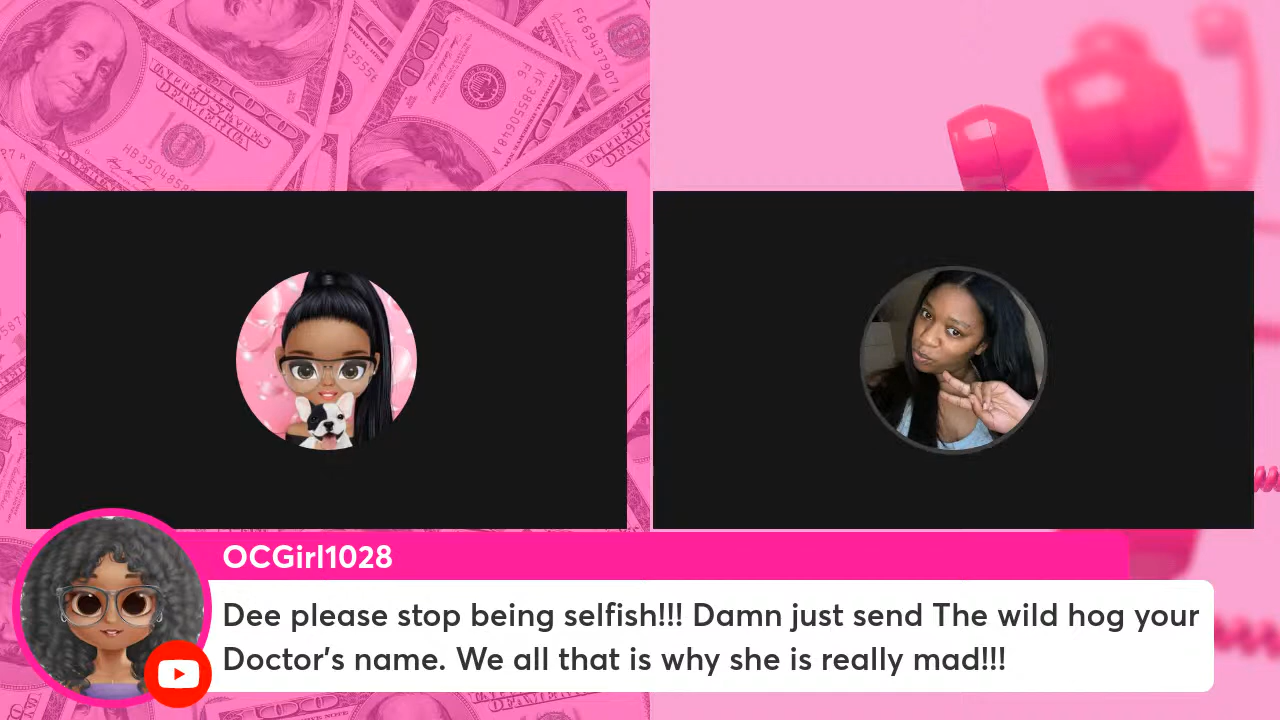 OCGirl1028
Dee please stop being selfish!!! Damn just send The wild hog your
Doctor's name. We all that is why she is really mad!!!